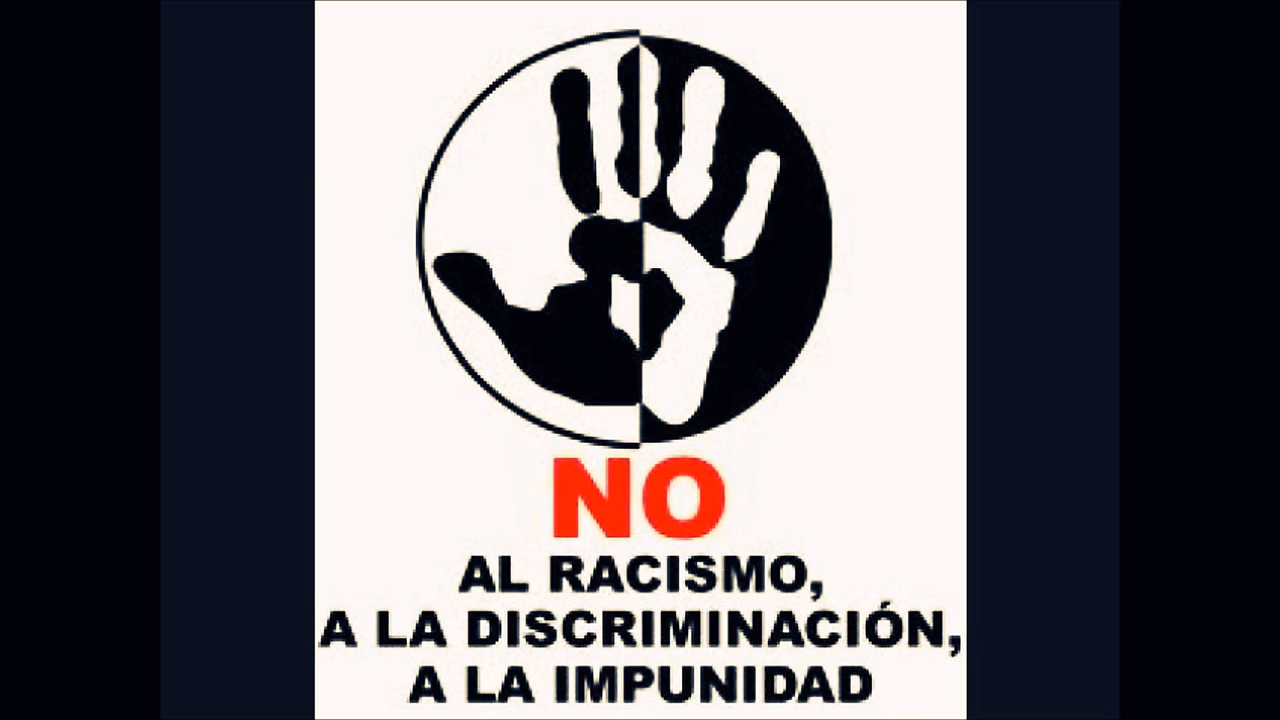 NO
AL RACISMO,
A LA DISCRIMINACIÓN,
A LA IMPUNIDAD